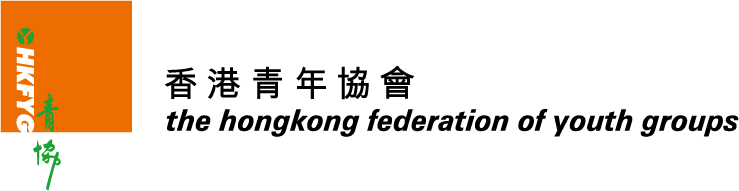 HKFYG
青協
香港青年協會
the hongkong federation of youth groups